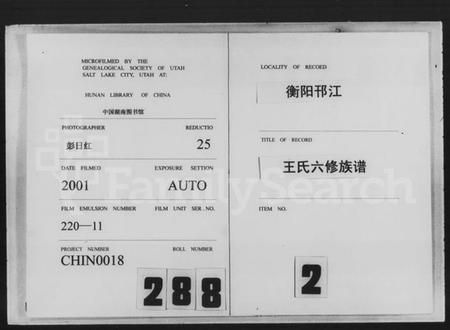 MICROFILMED BY THE
GENEALOGICAL SOCIETY OF UTAH
SALT LAKE CITY, UTAH AT:
HUNAN LIBRARY OF CHINA
中国湖南图书馆
PHOTOGRAPHER REDUCTIO
彭日红 25
DATE FILMED EXPOSURE SETTION
2001 AUTO
FILM EMULSION NUMBER FILM UNIT SER.NO.
220—11
PROJECT NUMBER ROLL NUMBER
CHIN0018
288
LOCALITY OF RECOED
衡阳邗江
TITLE OF RECORD
王氏六修族谱
ITEM NO.
2
FamilySearch